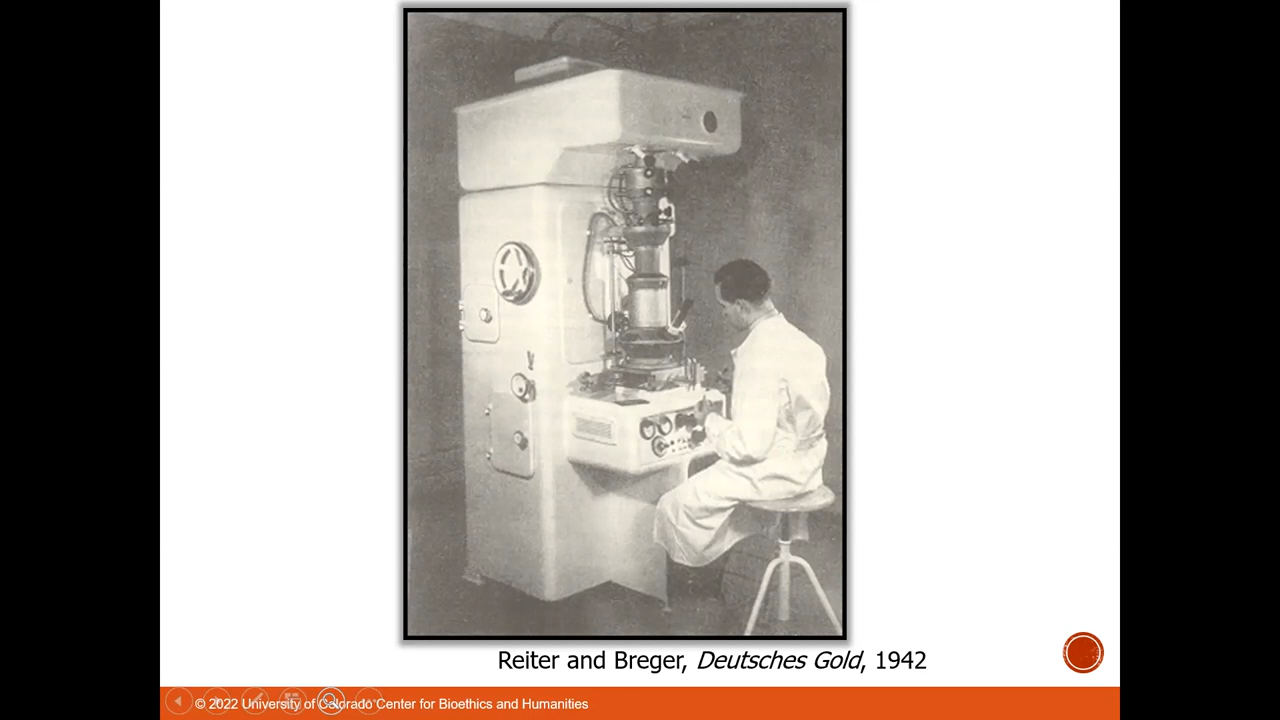 Reiter and Breger, Deutsches Gold, 1942
© 2022 University of Colorado Center for Bioethics and Humanities